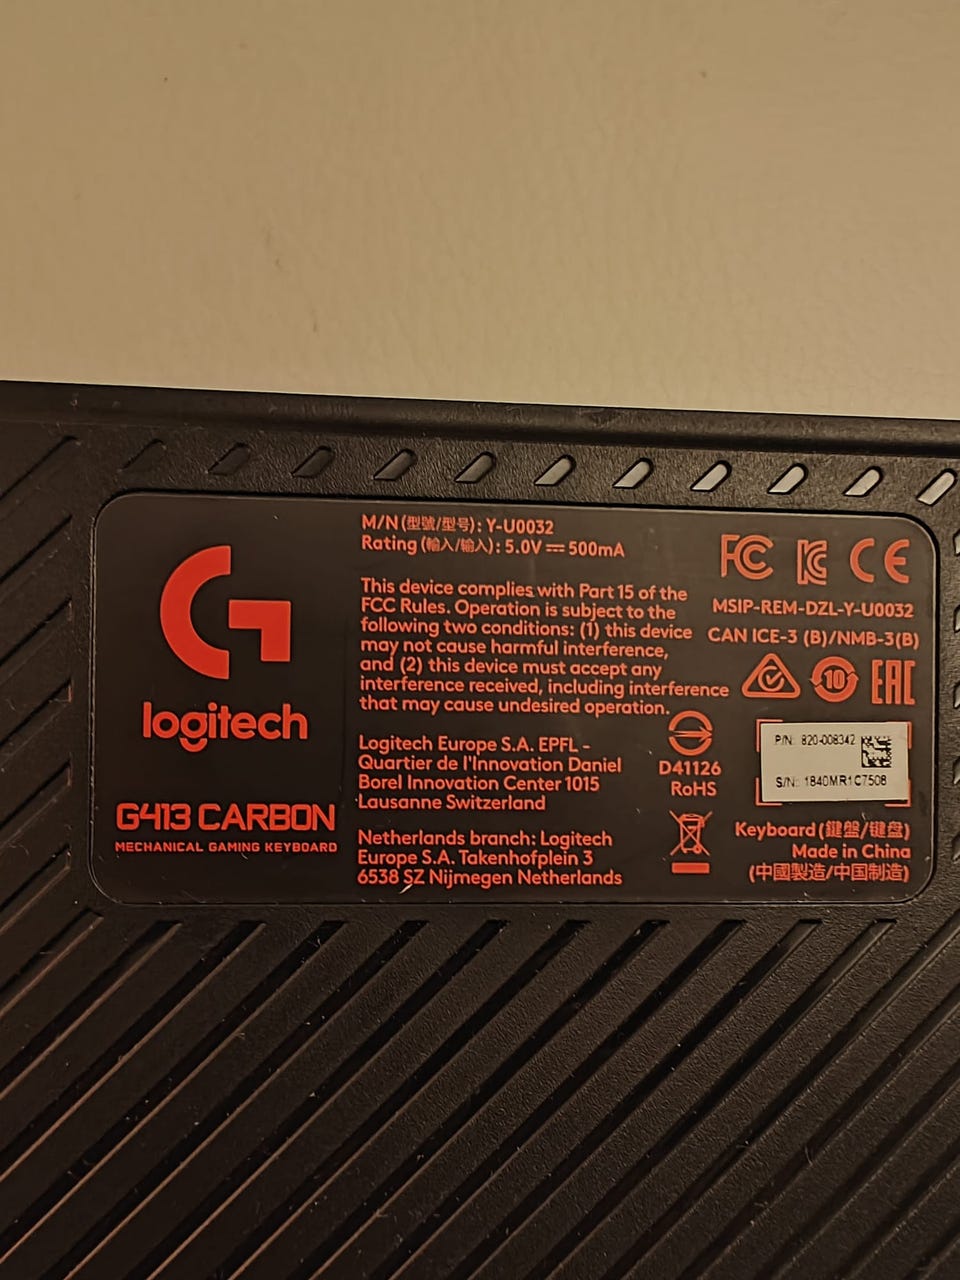 logitech
G413 CARBON
MECHANICAL GAMING KEYBOARD
M/N (型號/型号) : Y-U0032
Rating (輸入/输入) : 5.0V ⎓ 500mA
This device complies with Part 15 of the
FCC Rules. Operation is subject to the
following two conditions: (1) this device
may not cause harmful interference,
and (2) this device must accept any
interference received, including interference
that may cause undesired operation.
Logitech Europe S.A. EPFL -
Quartier de l'Innovation Daniel
Borel Innovation Center 1015
Lausanne Switzerland
Netherlands branch: Logitech
Europe S.A. Takenhofplein 3
6538 SZ Nijmegen Netherlands
FC CE
MSIP-REM-DZL-Y-U0032
CAN ICE-3 (B)/NMB-3(B)
10 EAC
D41126
RoHS
P/N: 820-008342
S/N: 1840MR1C7508
Keyboard (鍵盤/键盘)
Made in China
(中國製造/中国制造)